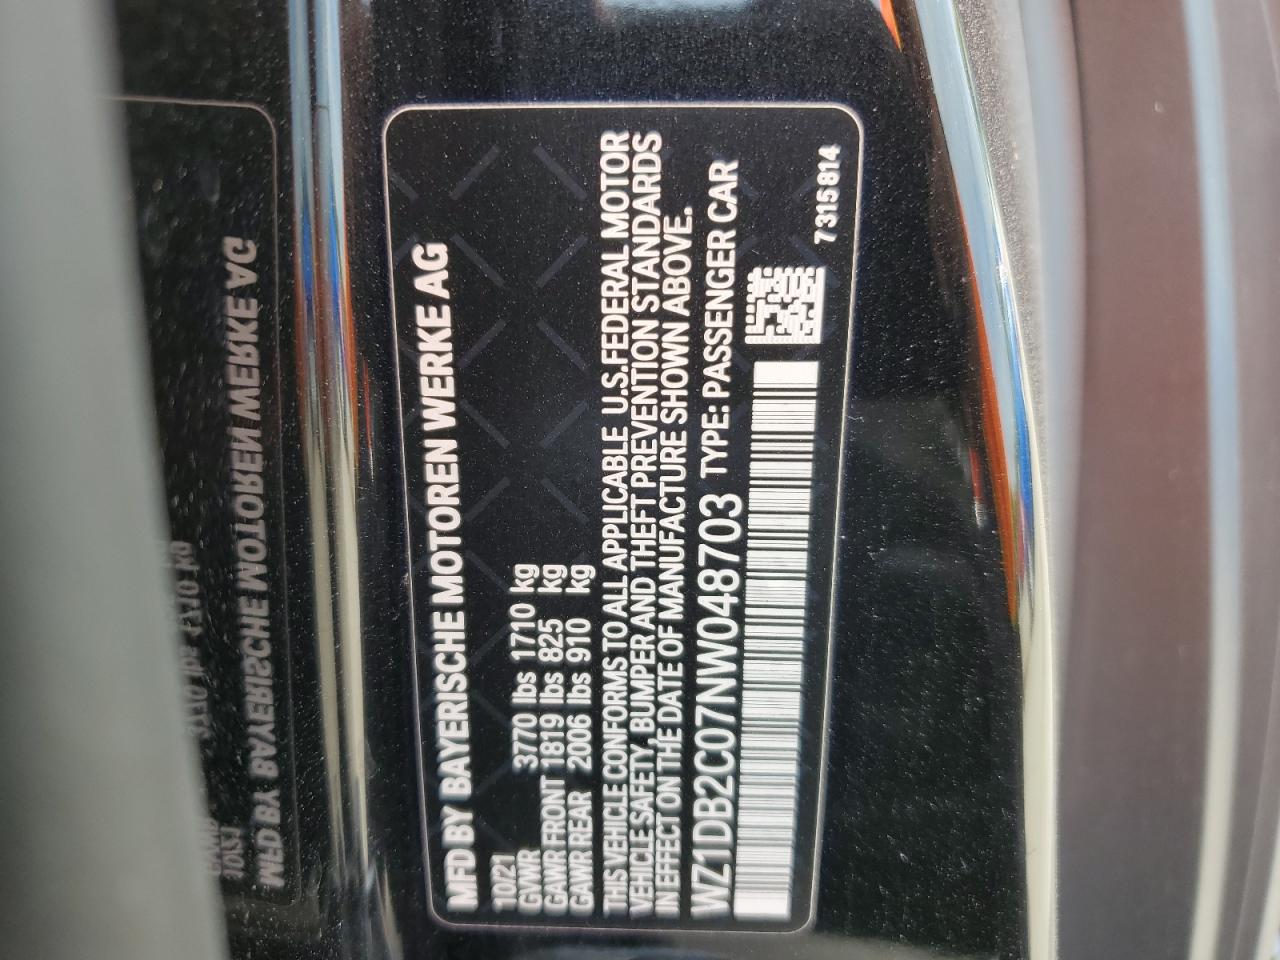 MFD BY BAYERISCHE MOTOREN WERKE AG
10/21
GVWR 3770 lbs 1710 kg
GAWR FRONT 1819 lbs 825 kg
GAWR REAR 2006 lbs 910 kg
THIS VEHICLE CONFORMS TO ALL APPLICABLE U.S.FEDERAL MOTOR
VEHICLE SAFETY, BUMPER AND THEFT PREVENTION STANDARDS
IN EFFECT ON THE DATE OF MANUFACTURE SHOWN ABOVE.
WZ1DB2C07NW048703 TYPE: PASSENGER CAR
7315814
MFD BY BAYERISCHE MOTOREN WERKE AG
10/21